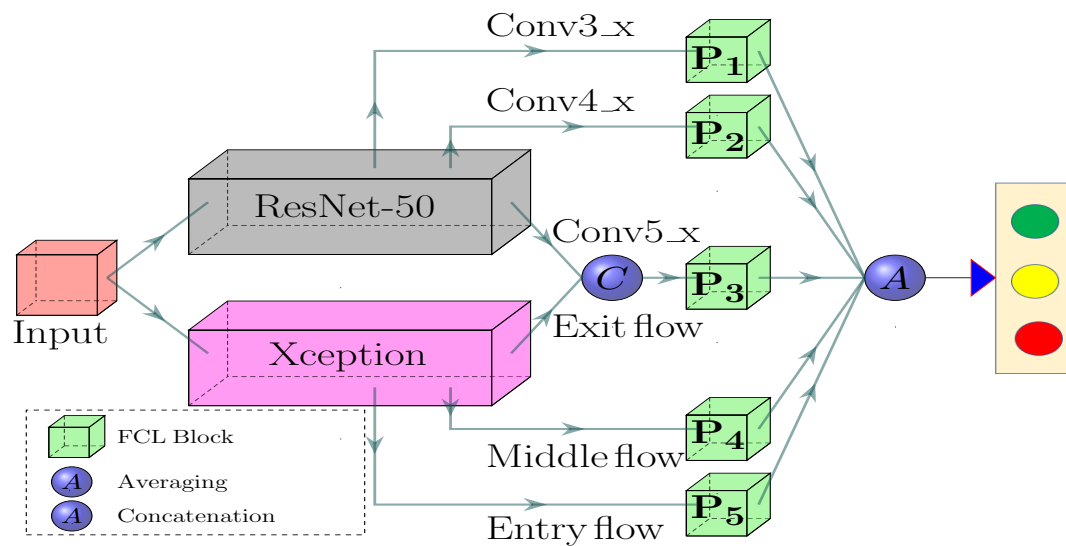 Conv3_x
P1
Conv4_x
P2
ResNet-50
Conv5_x
C
P3
A
Input
Exit flow
Xception
P4
Middle flow
P5
Entry flow
FCL Block
A Averaging
A Concatenation